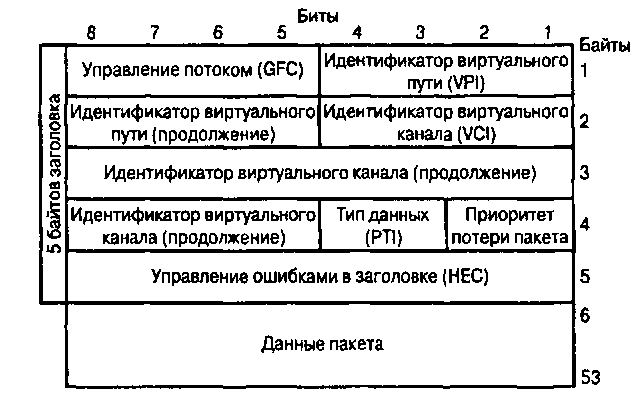 Биты
8 7 6 5 4 3 2 1
Байты
5 байтов заголовка
Управление потоком (GFC)
Идентификатор виртуального
пути (VPI)
1
Идентификатор виртуального
пути (продолжение)
Идентификатор виртуального
канала (VCI)
2
Идентификатор виртуального канала (продолжение)
3
Идентификатор виртуального
канала (продолжение)
Тип данных
(PTI)
Приоритет
потери пакета
4
Управление ошибками в заголовке (HEC)
5
6
Данные пакета
53